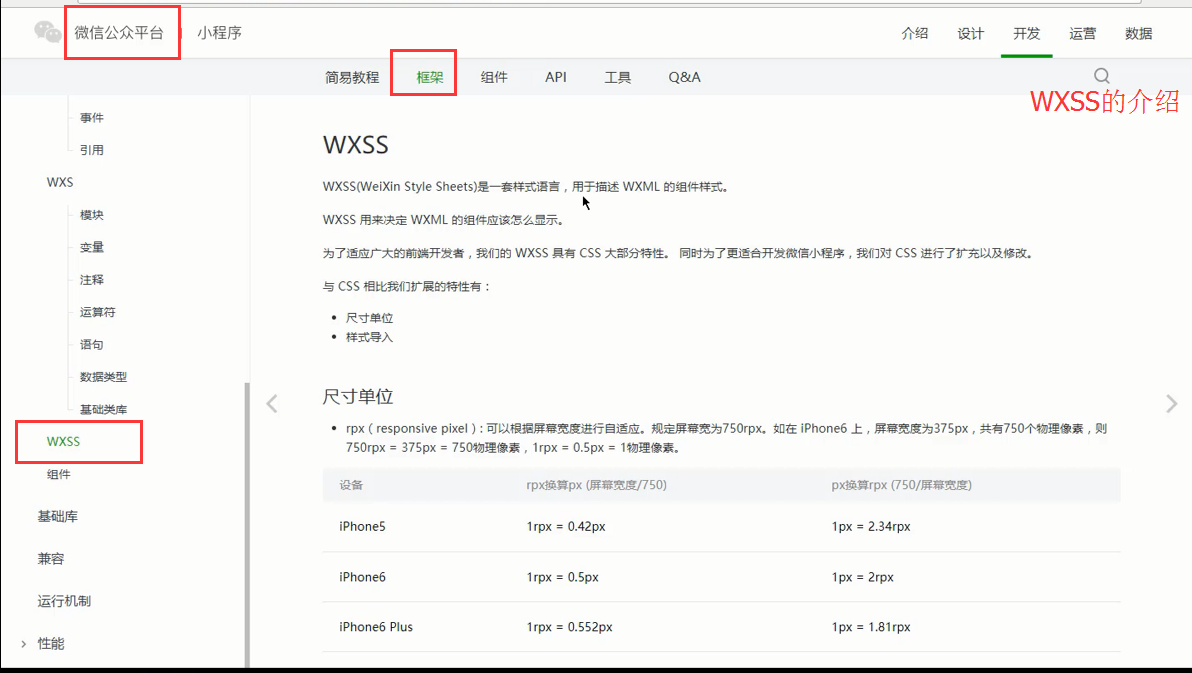 微信公众平台 | 小程序
介绍 设计 开发 运营 数据
简易教程 框架 组件 API 工具 Q&A
WXSS的介绍
事件
引用
WXS
模块
变量
注释
运算符
语句
数据类型
基础类库
WXSS
组件
基础库
兼容
运行机制
性能
WXSS
WXSS(WeiXin Style Sheets)是一套样式语言，用于描述 WXML 的组件样式。
WXSS 用来决定 WXML 的组件应该怎么显示。
为了适应广大的前端开发者，我们的 WXSS 具有 CSS 大部分特性。 同时为了更适合开发微信小程序，我们对 CSS 进行了扩充以及修改。
与 CSS 相比我们扩展的特性有：
• 尺寸单位
• 样式导入
尺寸单位
• rpx（responsive pixel）: 可以根据屏幕宽度进行自适应。规定屏幕宽为750rpx。如在 iPhone6 上，屏幕宽度为375px，共有750个物理像素，则
750rpx = 375px = 750物理像素，1rpx = 0.5px = 1物理像素。
设备 rpx换算px (屏幕宽度/750) px换算rpx (750/屏幕宽度)
iPhone5 1rpx = 0.42px 1px = 2.34rpx
iPhone6 1rpx = 0.5px 1px = 2rpx
iPhone6 Plus 1rpx = 0.552px 1px = 1.81rpx